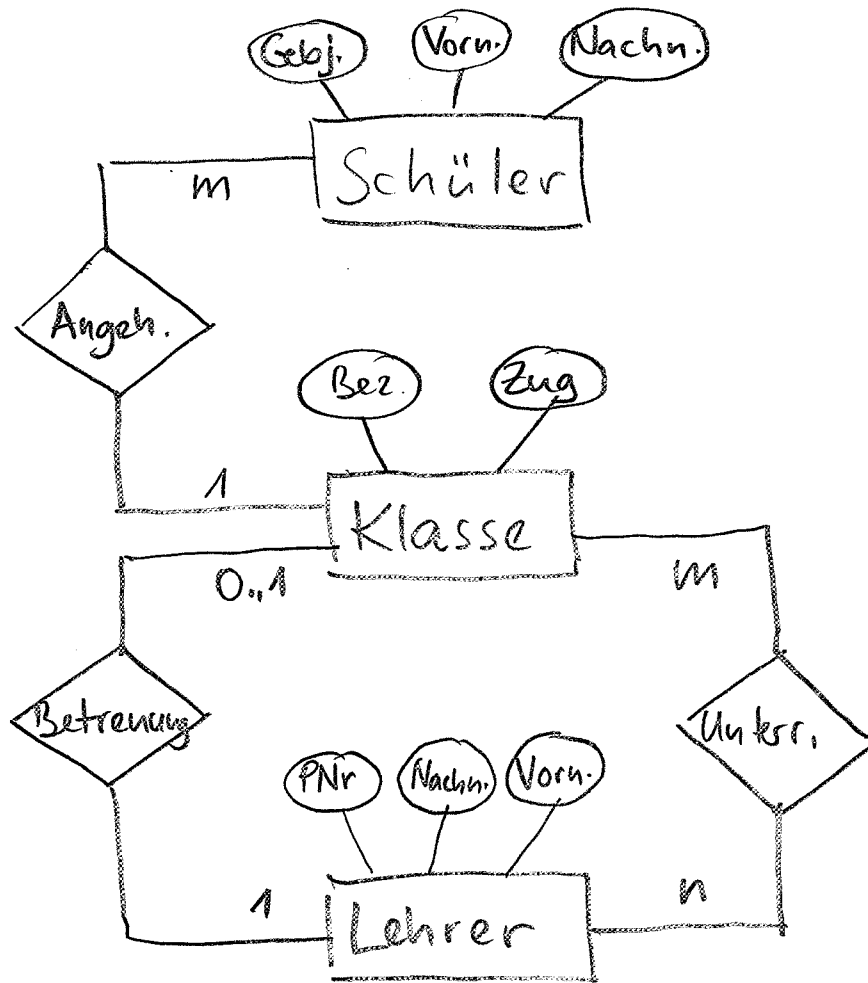 Gebj. Vorn. Nachn.
Schüler
m
Angeh.
Bez. Zug
1
Klasse
0..1
m
Betreuung
Unterr.
PNr Nachn. Vorn.
1
n
Lehrer